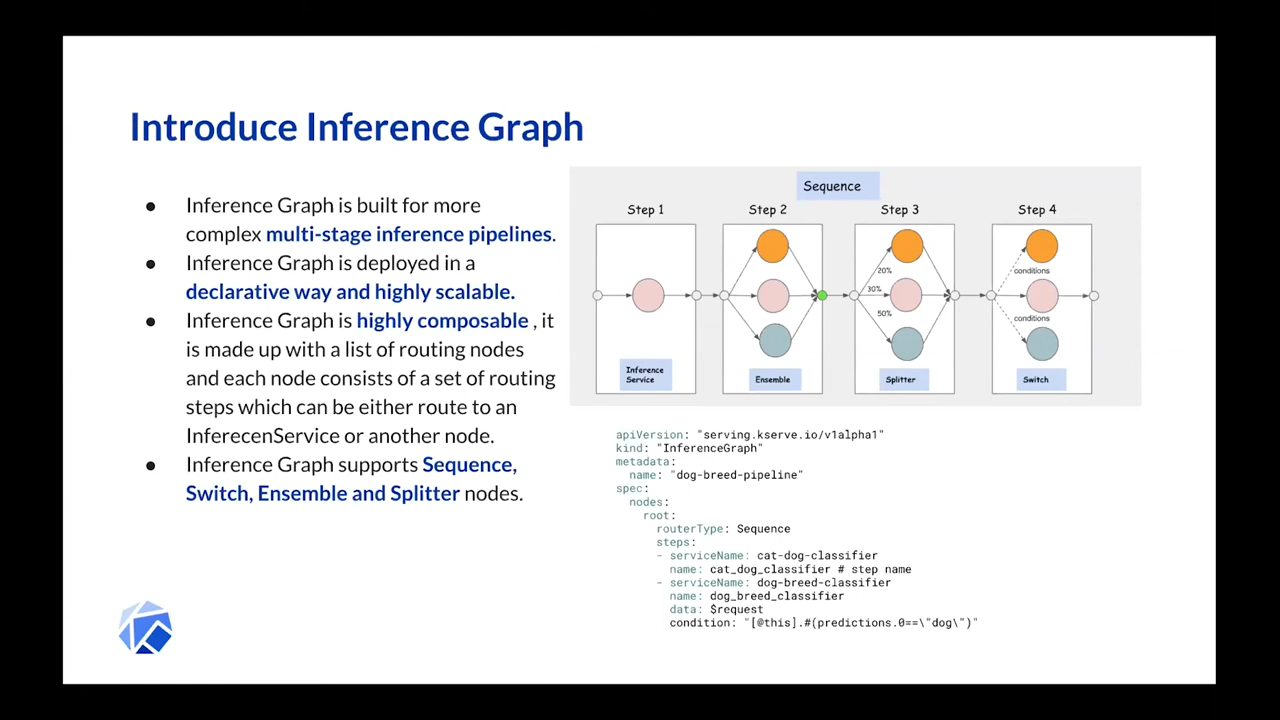 Introduce Inference Graph
● Inference Graph is built for more
complex multi-stage inference pipelines.
● Inference Graph is deployed in a
declarative way and highly scalable.
● Inference Graph is highly composable , it
is made up with a list of routing nodes
and each node consists of a set of routing
steps which can be either route to an
InferecenService or another node.
● Inference Graph supports Sequence,
Switch, Ensemble and Splitter nodes.
Sequence
Step 1 Step 2 Step 3 Step 4
20%
30%
50%
conditions
conditions
Inference
Service
Ensemble
Splitter
Switch
apiVersion: "serving.kserve.io/v1alpha1"
kind: "InferenceGraph"
metadata:
  name: "dog-breed-pipeline"
spec:
  nodes:
    root:
      routerType: Sequence
      steps:
      - serviceName: cat-dog-classifier
        name: cat_dog_classifier # step name
      - serviceName: dog-breed-classifier
        name: dog_breed_classifier
        data: $request
        condition: "[@this].#(predictions.0==\"dog\")"